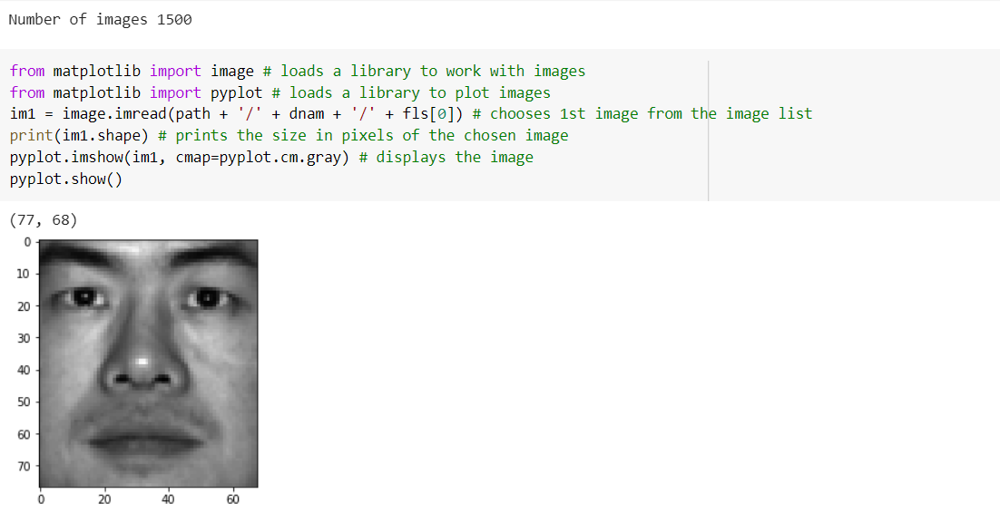 Number of images 1500
from matplotlib import image # loads a library to work with images
from matplotlib import pyplot # loads a library to plot images
im1 = image.imread(path + '/' + dnam + '/' + fls[0]) # chooses 1st image from the image list
print(im1.shape) # prints the size in pixels of the chosen image
pyplot.imshow(im1, cmap=pyplot.cm.gray) # displays the image
pyplot.show()
(77, 68)
0
10
20
30
40
50
60
70
0 20 40 60